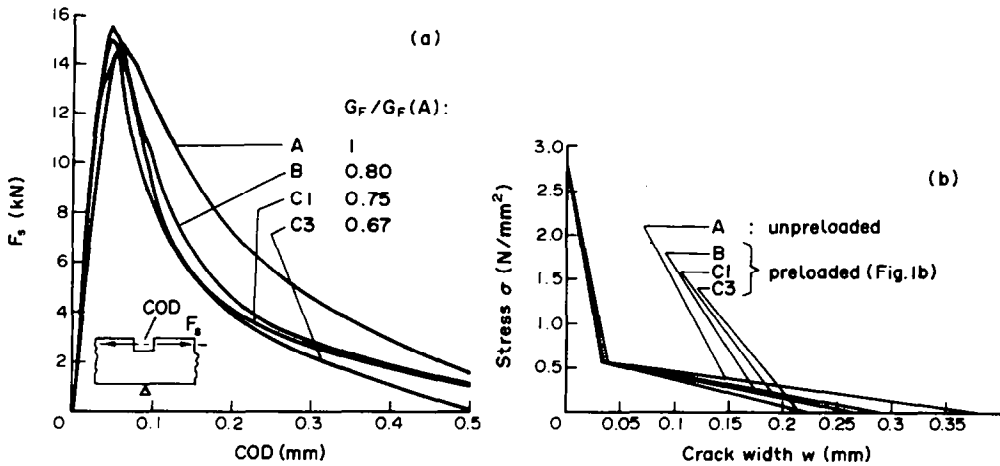 (a)
16
14
12
10
8
6
4
2
0
F_s (kN)
G_F/G_F(A):
A 1
B 0.80
C1 0.75
C3 0.67
COD
F_s
0.1
0.2
0.3
0.4
0.5
COD (mm)
(b)
3.0
2.5
2.0
1.5
1.0
0.5
0
Stress σ (N/mm²)
A : unpreloaded
B
C1
C3
preloaded (Fig.1b)
0.05
0.1
0.15
0.2
0.25
0.3
0.35
Crack width w (mm)